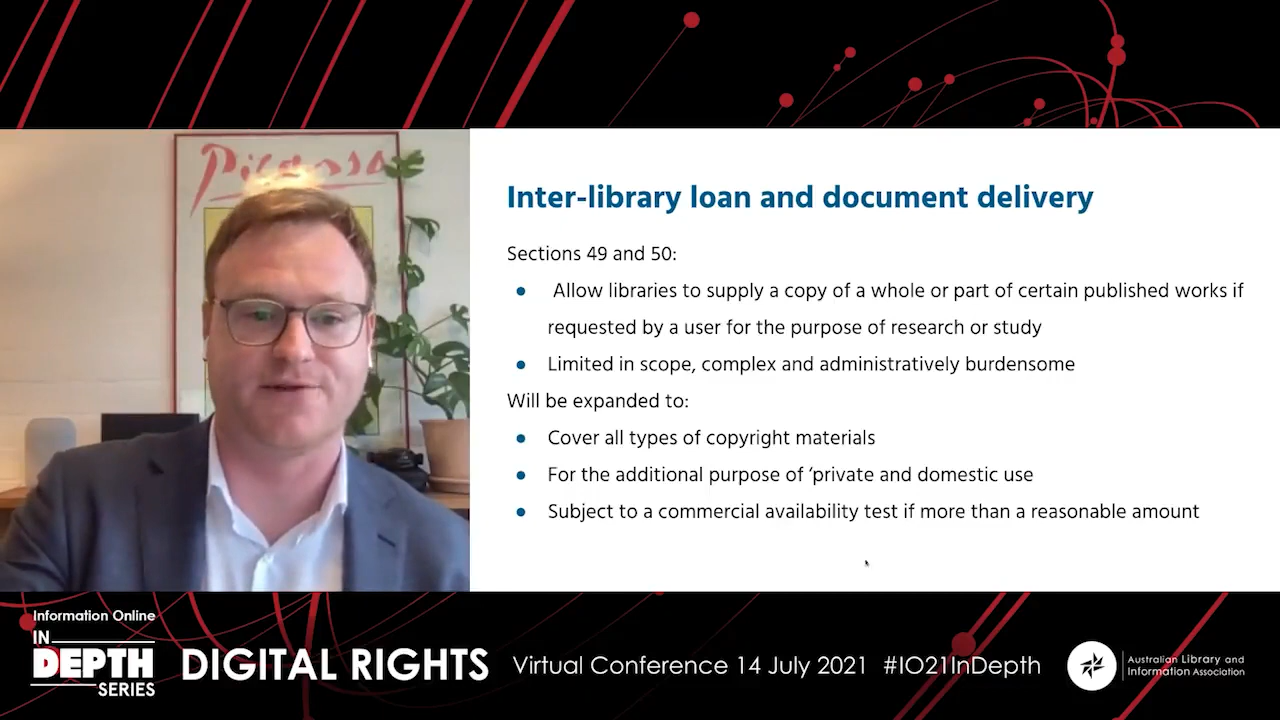 Picasso
Inter-library loan and document delivery
Sections 49 and 50:
● Allow libraries to supply a copy of a whole or part of certain published works if
requested by a user for the purpose of research or study
● Limited in scope, complex and administratively burdensome
Will be expanded to:
● Cover all types of copyright materials
● For the additional purpose of ‘private and domestic use
● Subject to a commercial availability test if more than a reasonable amount
Information Online
IN
DEPTH
SERIES
DIGITAL RIGHTS
Virtual Conference 14 July 2021 #IO21InDepth
Australian Library and
Information Association